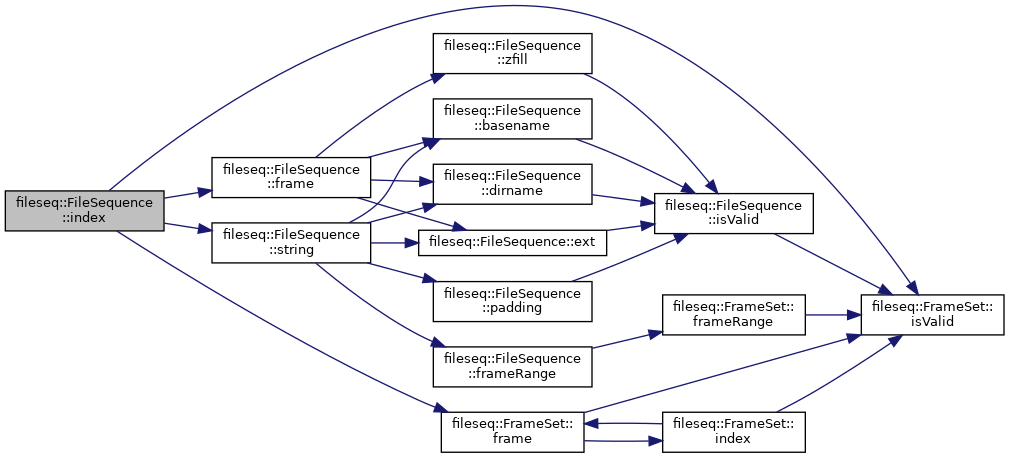 fileseq::FileSequence
::index
fileseq::FileSequence
::frame
fileseq::FileSequence
::string
fileseq::FileSequence
::zfill
fileseq::FileSequence
::basename
fileseq::FileSequence
::dirname
fileseq::FileSequence::ext
fileseq::FileSequence
::padding
fileseq::FileSequence
::frameRange
fileseq::FrameSet::
frame
fileseq::FileSequence
::isValid
fileseq::FrameSet::
frameRange
fileseq::FrameSet::
index
fileseq::FrameSet::
isValid